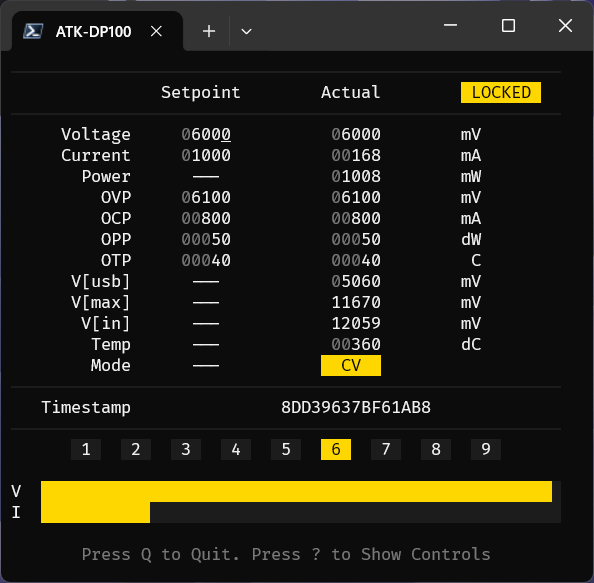 ATK-DP100
Setpoint Actual LOCKED
Voltage 06000 06000 mV
Current 01000 00168 mA
Power --- 01008 mW
OVP 06100 06100 mV
OCP 00800 00800 mA
OPP 00050 00050 dW
OTP 00040 00040 C
V[usb] --- 05060 mV
V[max] --- 11670 mV
V[in] --- 12059 mV
Temp --- 00360 dC
Mode --- CV
Timestamp 8DD39637BF61AB8
1 2 3 4 5 6 7 8 9
V
I
Press Q to Quit. Press ? to Show Controls